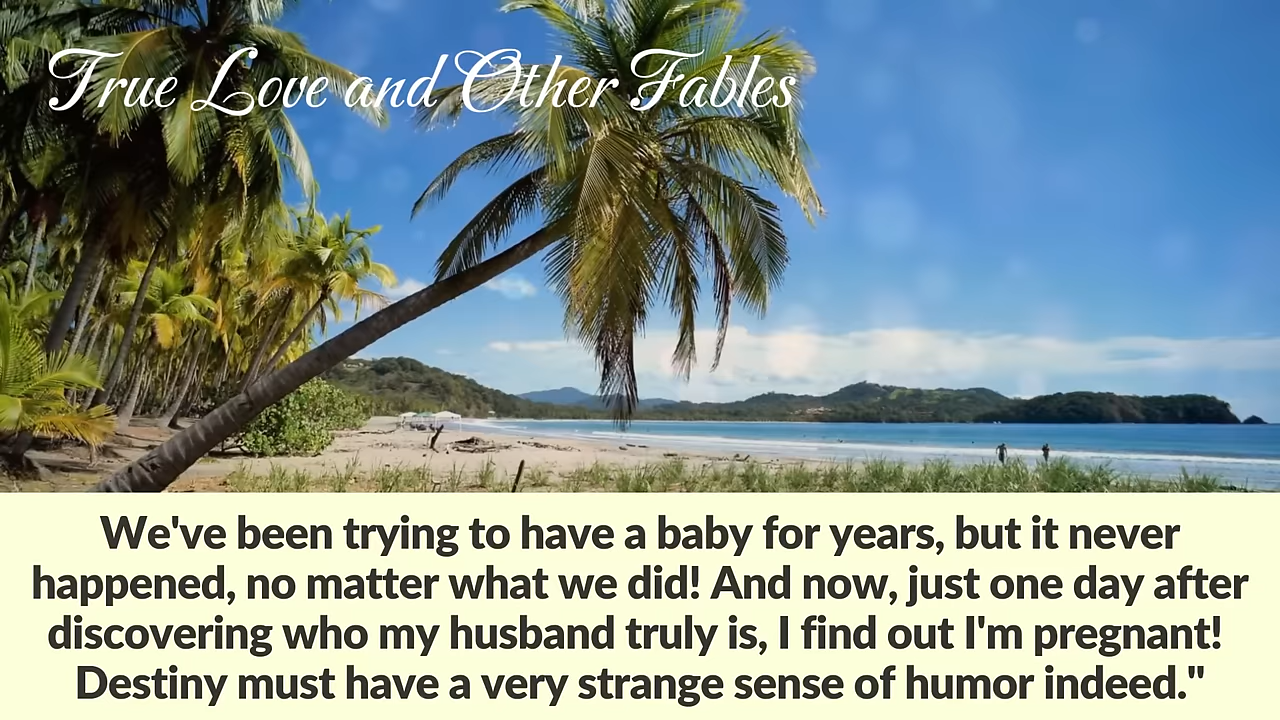 True Love and Other Fables
We've been trying to have a baby for years, but it never
happened, no matter what we did! And now, just one day after
discovering who my husband truly is, I find out I'm pregnant!
Destiny must have a very strange sense of humor indeed."